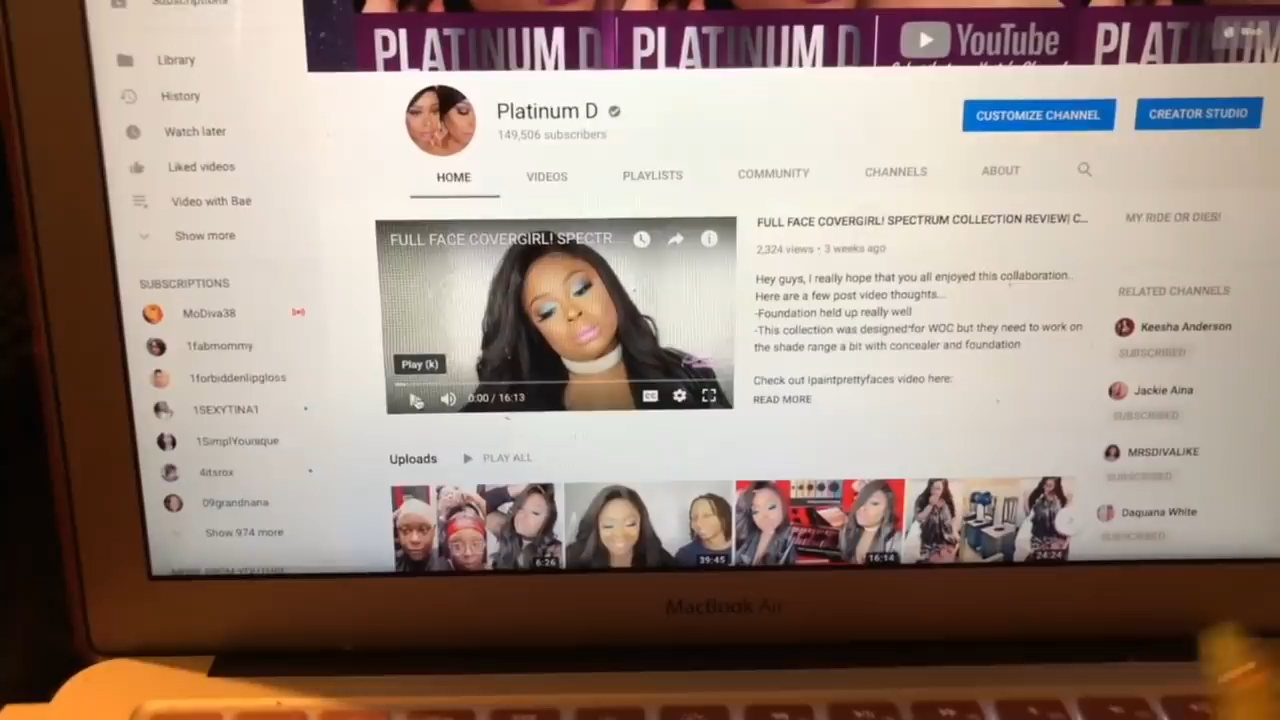 Subscriptions
Library
History
Watch later
Liked videos
Video with Bae
Show more
SUBSCRIPTIONS
MoDiva38
1fabmommy
1forbiddenlipgloss
1SEXYTINA1
1SimplYounique
4itsrox
09grandnana
Show 974 more
PLATINUM D
PLATINUM D
YouTube
PLATINUM
Platinum D
149,506 subscribers
CUSTOMIZE CHANNEL
CREATOR STUDIO
HOME
VIDEOS
PLAYLISTS
COMMUNITY
CHANNELS
ABOUT
FULL FACE COVERGIRL! SPECTR...
Play (k)
0:00 / 16:13
CC
FULL FACE COVERGIRL! SPECTRUM COLLECTION REVIEW| C...
2,324 views • 3 weeks ago
Hey guys, I really hope that you all enjoyed this collaboration..
Here are a few post video thoughts...
-Foundation held up really well
-This collection was designed for WOC but they need to work on
the shade range a bit with concealer and foundation
Check out Ipaintprettyfaces video here:
READ MORE
MY RIDE OR DIES!
RELATED CHANNELS
Keesha Anderson
SUBSCRIBED
Jackie Aina
SUBSCRIBED
MRSDIVALIKE
SUBSCRIBED
Daquana White
SUBSCRIBED
Uploads
PLAY ALL
6:26
39:45
16:14
24:24
MacBook Air